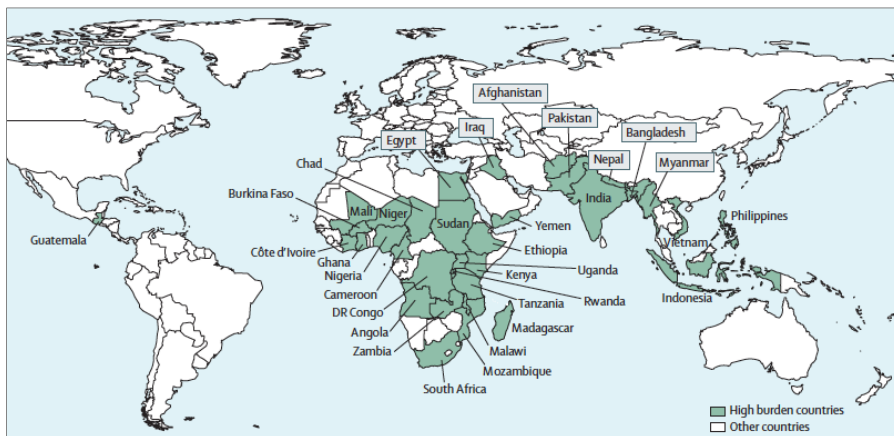 Afghanistan
Pakistan
Iraq
Bangladesh
Egypt
Nepal
Myanmar
Chad
Burkina Faso
Mali
Niger
India
Philippines
Sudan
Yemen
Guatemala
Vietnam
Côte d'Ivoire
Ethiopia
Ghana
Uganda
Nigeria
Kenya
Indonesia
Cameroon
Rwanda
DR Congo
Tanzania
Angola
Madagascar
Zambia
Malawi
Mozambique
South Africa
High burden countries
Other countries